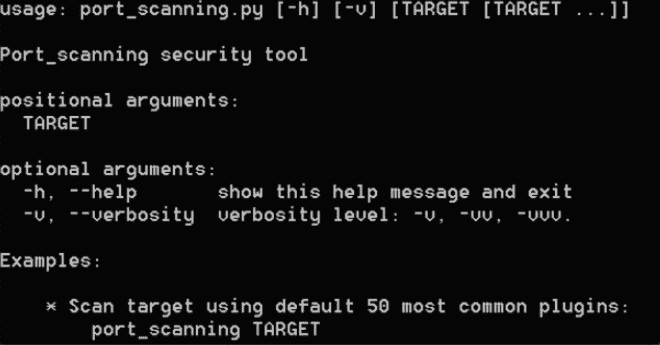 usage: port_scanning.py [-h] [-v] [TARGET [TARGET ...]]
Port_scanning security tool
positional arguments:
TARGET
optional arguments:
-h, --help show this help message and exit
-v, --verbosity verbosity level: -v, -vv, -vvv.
Examples:
* Scan target using default 50 most common plugins:
port_scanning TARGET